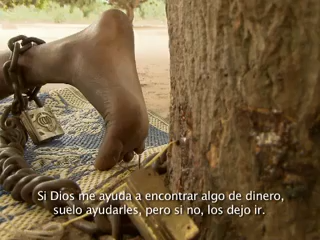 Si Dios me ayuda a encontrar algo de dinero,
suelo ayudarles, pero si no, los dejo ir.